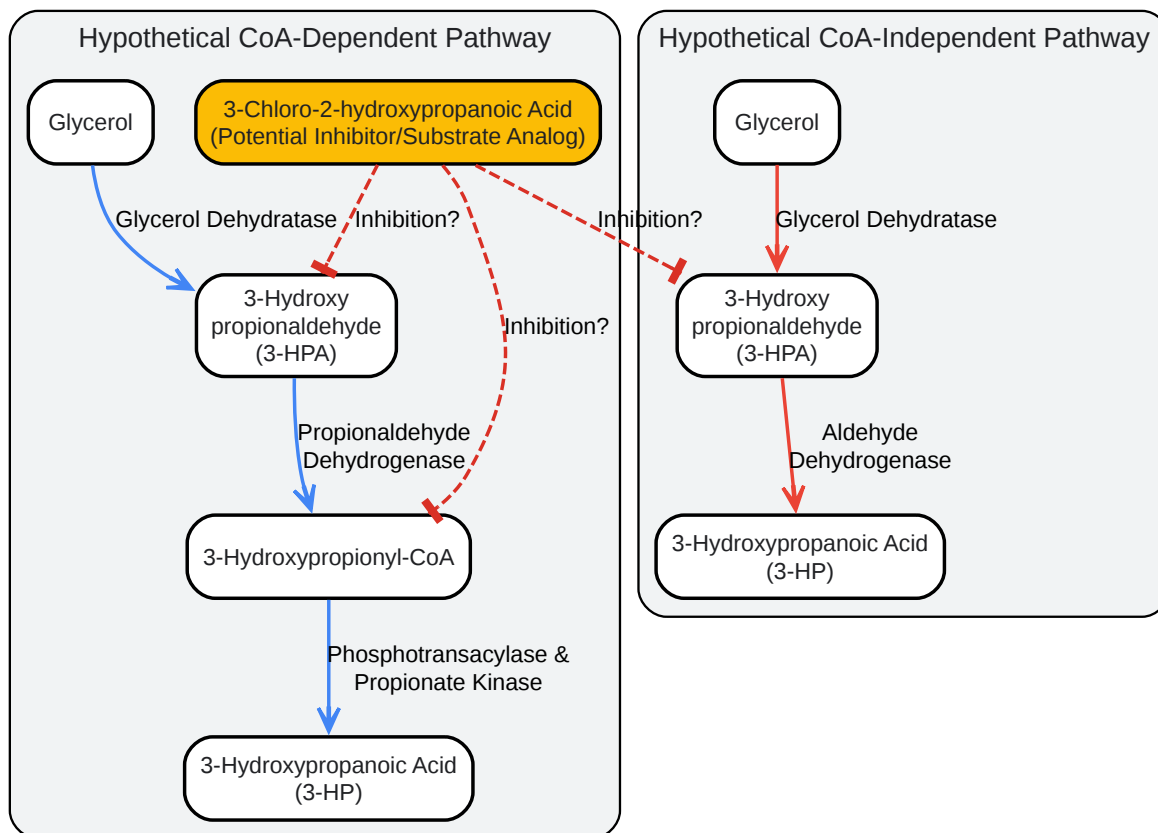 Hypothetical CoA-Dependent Pathway
Glycerol
3-Chloro-2-hydroxypropanoic Acid
(Potential Inhibitor/Substrate Analog)
Glycerol Dehydratase
Inhibition?
Inhibition?
3-Hydroxy
propionaldehyde
(3-HPA)
Inhibition?
Propionaldehyde
Dehydrogenase
3-Hydroxypropionyl-CoA
Phosphotransacylase &
Propionate Kinase
3-Hydroxypropanoic Acid
(3-HP)
Hypothetical CoA-Independent Pathway
Glycerol
Glycerol Dehydratase
3-Hydroxy
propionaldehyde
(3-HPA)
Aldehyde
Dehydrogenase
3-Hydroxypropanoic Acid
(3-HP)